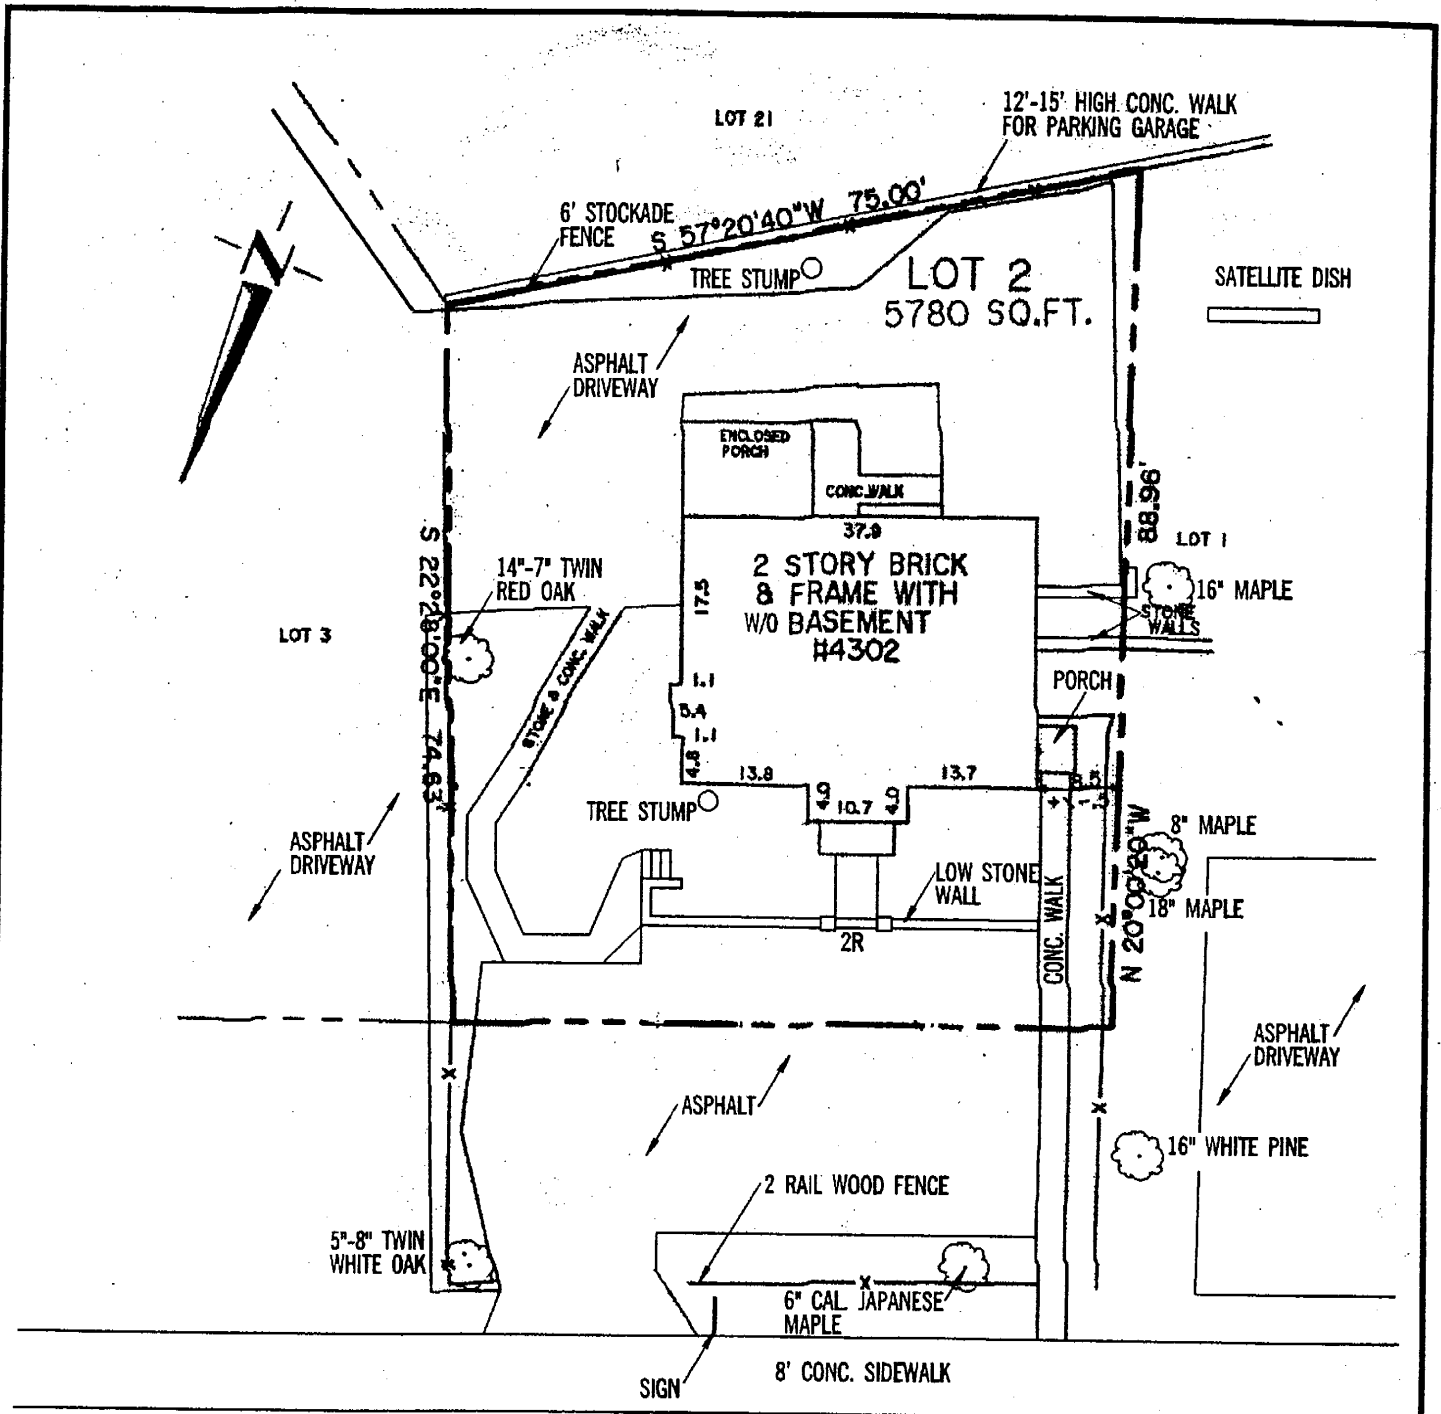 LOT 21
12'-15' HIGH CONC. WALK
FOR PARKING GARAGE
6' STOCKADE
FENCE
S 57°20'40"W 75.00'
N
TREE STUMP
LOT 2
5780 SQ.FT.
SATELLITE DISH
ASPHALT
DRIVEWAY
ENCLOSED
PORCH
CONC. WALK
88.96'
LOT 1
37.9
2 STORY BRICK
& FRAME WITH
W/O BASEMENT
#4302
17.5
14"-7" TWIN
RED OAK
16" MAPLE
STONE
WALLS
LOT 3
S 22°28'00"E 74.63'
STONE & CONC. WALK
PORCH
1.1
5.4
1.1
4.8
13.8
4.0
10.7
4.0
13.7
8.5
TREE STUMP
ASPHALT
DRIVEWAY
8" MAPLE
18" MAPLE
N 20°00'20"W
LOW STONE
WALL
CONC. WALK
2R
ASPHALT
DRIVEWAY
ASPHALT
16" WHITE PINE
2 RAIL WOOD FENCE
5"-8" TWIN
WHITE OAK
6" CAL. JAPANESE
MAPLE
SIGN
8' CONC. SIDEWALK